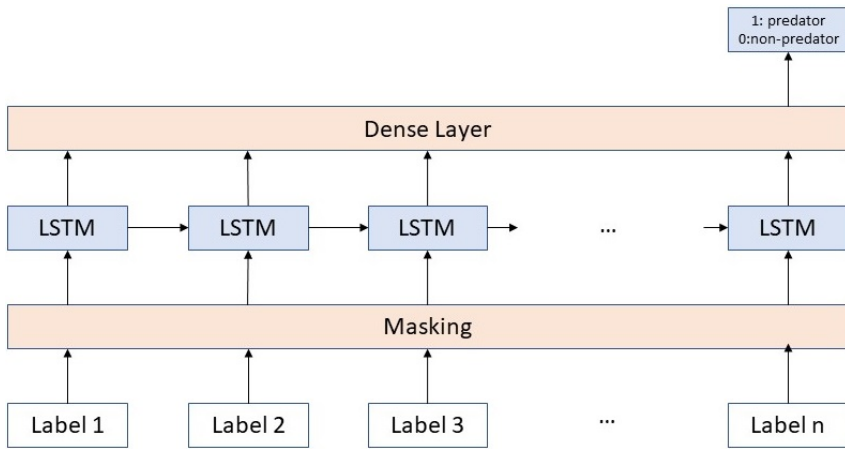 1: predator
0:non-predator
Dense Layer
LSTM LSTM LSTM ... LSTM
Masking
Label 1 Label 2 Label 3 ... Label n